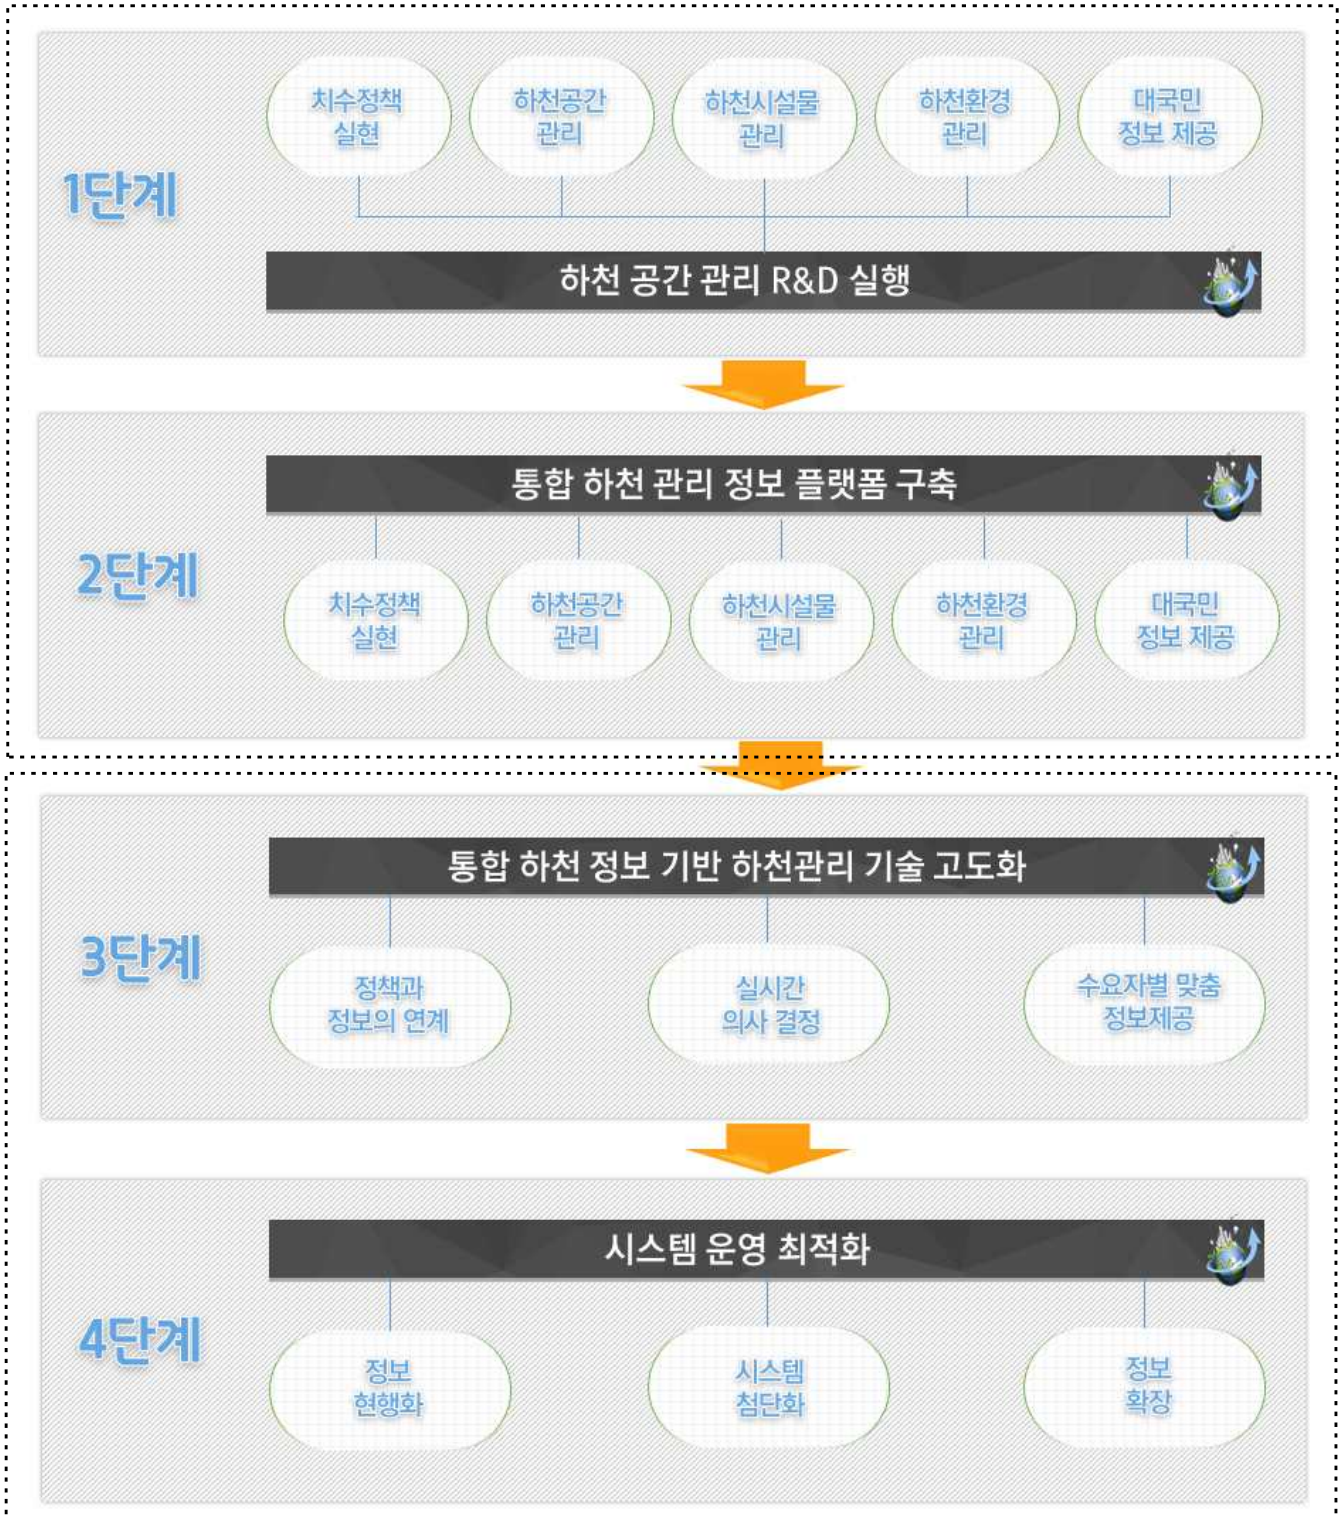 치수정책
실현
하천공간
관리
하천시설물
관리
하천환경
관리
대국민
정보 제공
1단계
하천 공간 관리 R&D 실행
통합 하천 관리 정보 플랫폼 구축
2단계
치수정책
실현
하천공간
관리
하천시설물
관리
하천환경
관리
대국민
정보 제공
통합 하천 정보 기반 하천관리 기술 고도화
3단계
정책과
정보의 연계
실시간
의사 결정
수요자별 맞춤
정보제공
시스템 운영 최적화
4단계
정보
현행화
시스템
첨단화
정보
확장